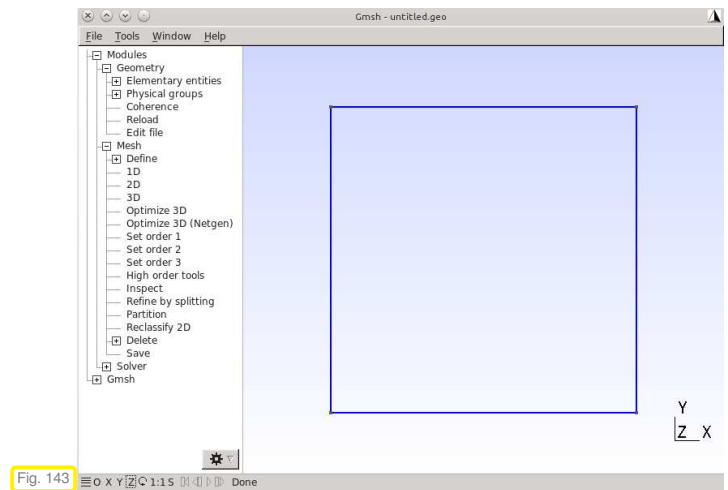 Gmsh - untitled.geo
File Tools Window Help
Modules
Geometry
Elementary entities
Physical groups
Coherence
Reload
Edit file
Mesh
Define
1D
2D
3D
Optimize 3D
Optimize 3D (Netgen)
Set order 1
Set order 2
Set order 3
High order tools
Inspect
Refine by splitting
Partition
Reclassify 2D
Delete
Save
Solver
Gmsh
Y
Z X
Fig. 143
O X Y Z 1:1 S Done